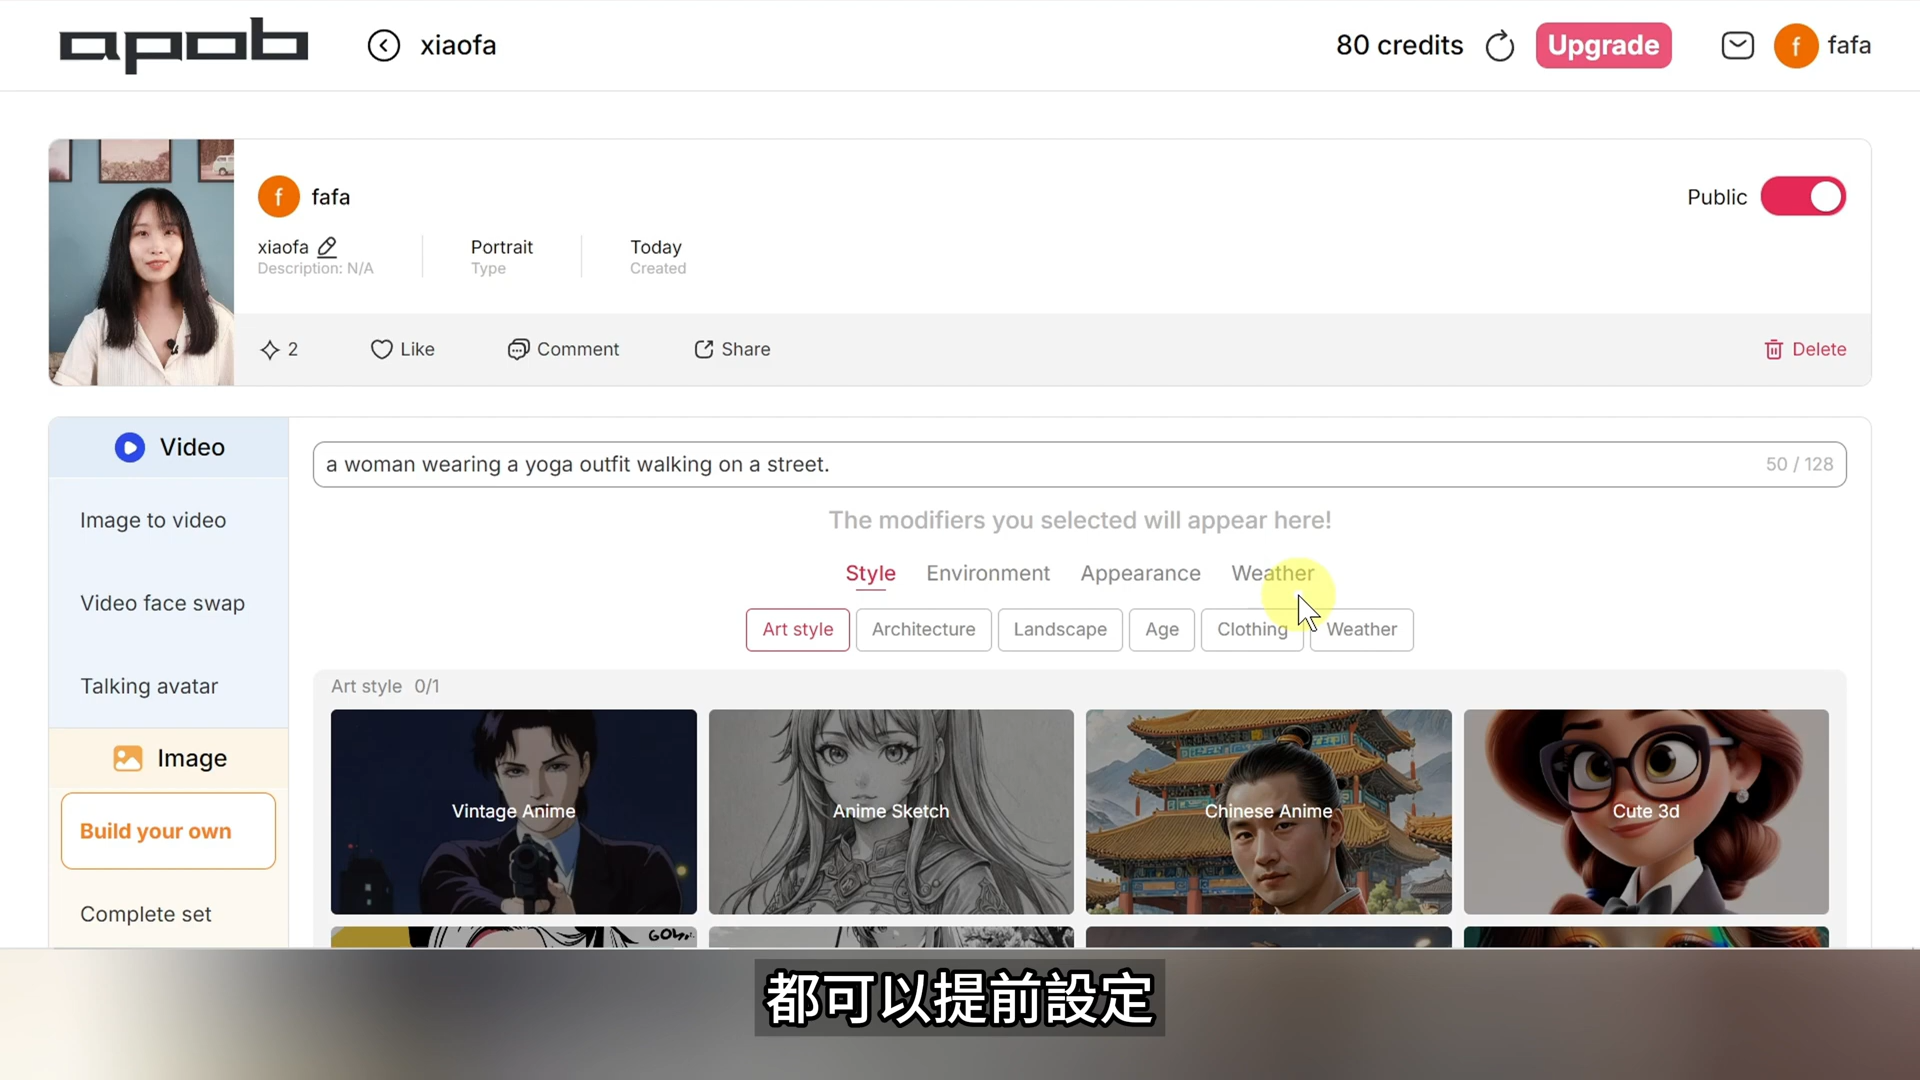 apob
xiaofa
80 credits
Upgrade
f
fafa
f
fafa
Public
xiaofa
Description: N/A
Portrait
Type
Today
Created
2
Like
Comment
Share
Delete
Video
Image to video
Video face swap
Talking avatar
Image
Build your own
Complete set
a woman wearing a yoga outfit walking on a street.
50 / 128
The modifiers you selected will appear here!
Style
Environment
Appearance
Weather
Art style
Architecture
Landscape
Age
Clothing
Weather
Art style 0/1
Vintage Anime
Anime Sketch
Chinese Anime
Cute 3d
都可以提前設定